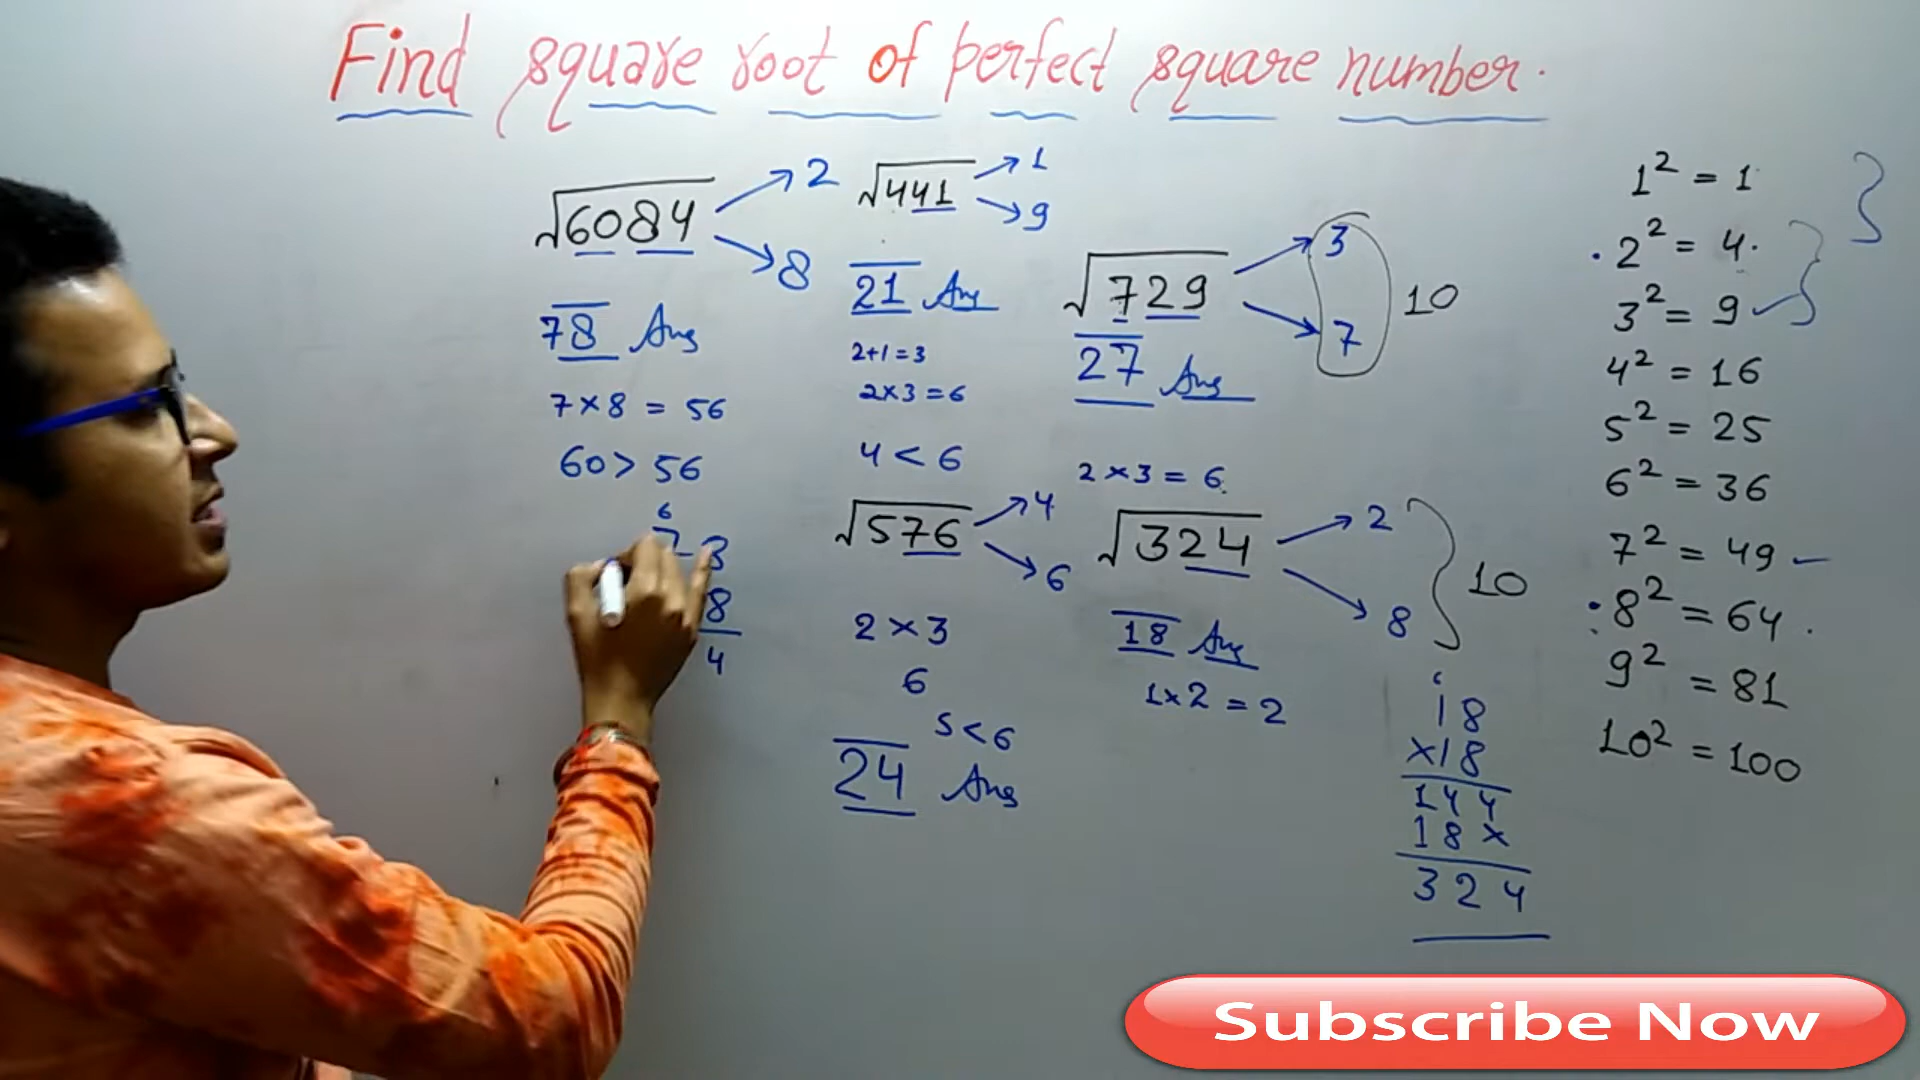 Find square root of perfect square number.
√6084 → 2
→ 8
78 Ans
7 × 8 = 56
60 > 56
6
8
4
√441 → 1
→ 9
21 Ans
2+1 = 3
2×3 = 6
4 < 6
√729 → 3
→ 7
10
27 Ans
2 × 3 = 6
√576 → 4
→ 6
2 × 3
6
5 < 6
24 Ans
√324 → 2
→ 8
10
18 Ans
1×2 = 2
18
×18
144
18×
324
1² = 1
2² = 4
3² = 9
4² = 16
5² = 25
6² = 36
7² = 49
8² = 64
9² = 81
10² = 100
Subscribe Now